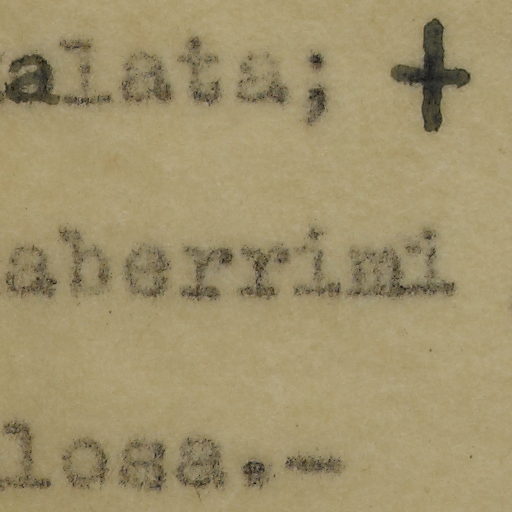 alata; +
aberrimi
losa.-